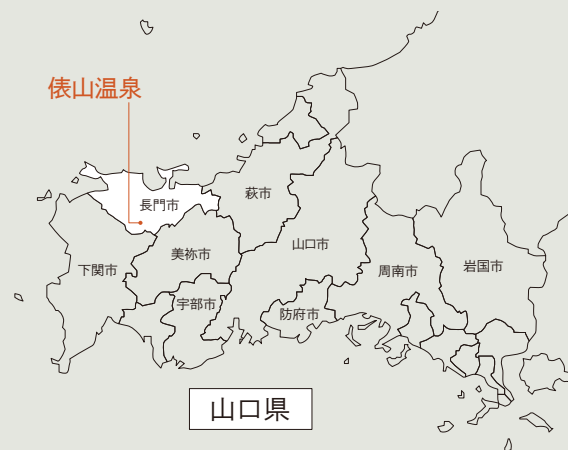 俵山温泉
長門市
萩市
美祢市
山口市
下関市
周南市
岩国市
宇部市
防府市
山口県